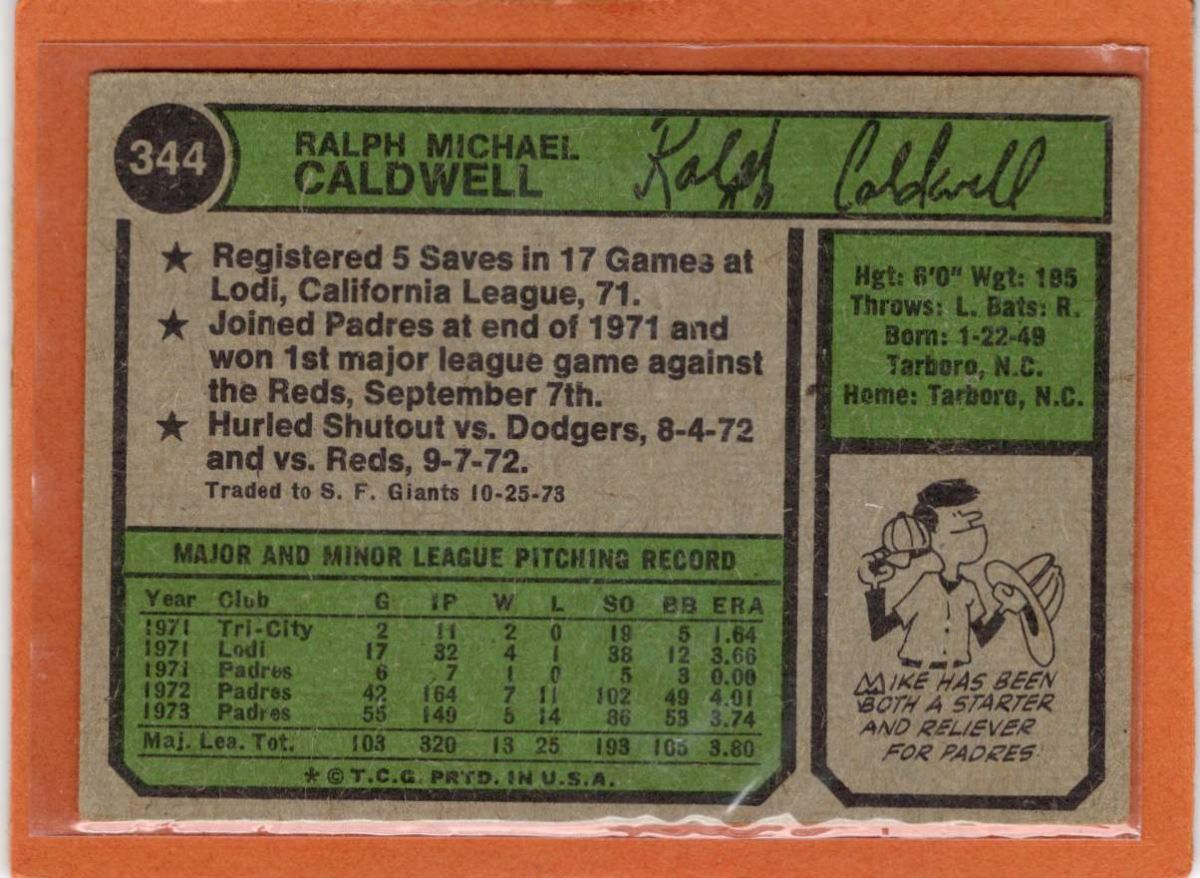 344
RALPH MICHAEL
CALDWELL
Ralph Caldwell
★ Registered 5 Saves in 17 Games at
Lodi, California League, 71.
★ Joined Padres at end of 1971 and
won 1st major league game against
the Reds, September 7th.
★ Hurled Shutout vs. Dodgers, 8-4-72
and vs. Reds, 9-7-72.
Traded to S. F. Giants 10-25-73
Hgt: 6'0" Wgt: 185
Throws: L. Bats: R.
Born: 1-22-49
Tarboro, N.C.
Home: Tarboro, N.C.
MAJOR AND MINOR LEAGUE PITCHING RECORD
Year Club G IP W L SO BB ERA
1971 Tri-City 2 11 2 0 19 5 1.64
1971 Lodi 17 32 4 1 38 12 3.66
1971 Padres 6 7 1 0 5 3 0.00
1972 Padres 42 164 7 11 102 49 4.01
1973 Padres 55 149 5 14 86 53 3.74
Maj. Lea. Tot. 103 320 13 25 193 105 3.80
* © T.C.G. PRTD. IN U.S.A.
MIKE HAS BEEN
BOTH A STARTER
AND RELIEVER
FOR PADRES